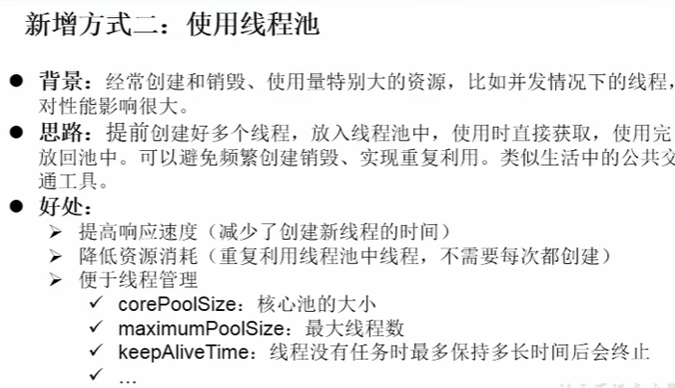 新增方式二：使用线程池
● 背景：经常创建和销毁、使用量特别大的资源，比如并发情况下的线程，
对性能影响很大。
● 思路：提前创建好多个线程，放入线程池中，使用时直接获取，使用完
放回池中。可以避免频繁创建销毁、实现重复利用。类似生活中的公共交
通工具。
● 好处：
➢ 提高响应速度（减少了创建新线程的时间）
➢ 降低资源消耗（重复利用线程池中线程，不需要每次都创建）
➢ 便于线程管理
✓ corePoolSize：核心池的大小
✓ maximumPoolSize：最大线程数
✓ keepAliveTime：线程没有任务时最多保持多长时间后会终止
✓ …